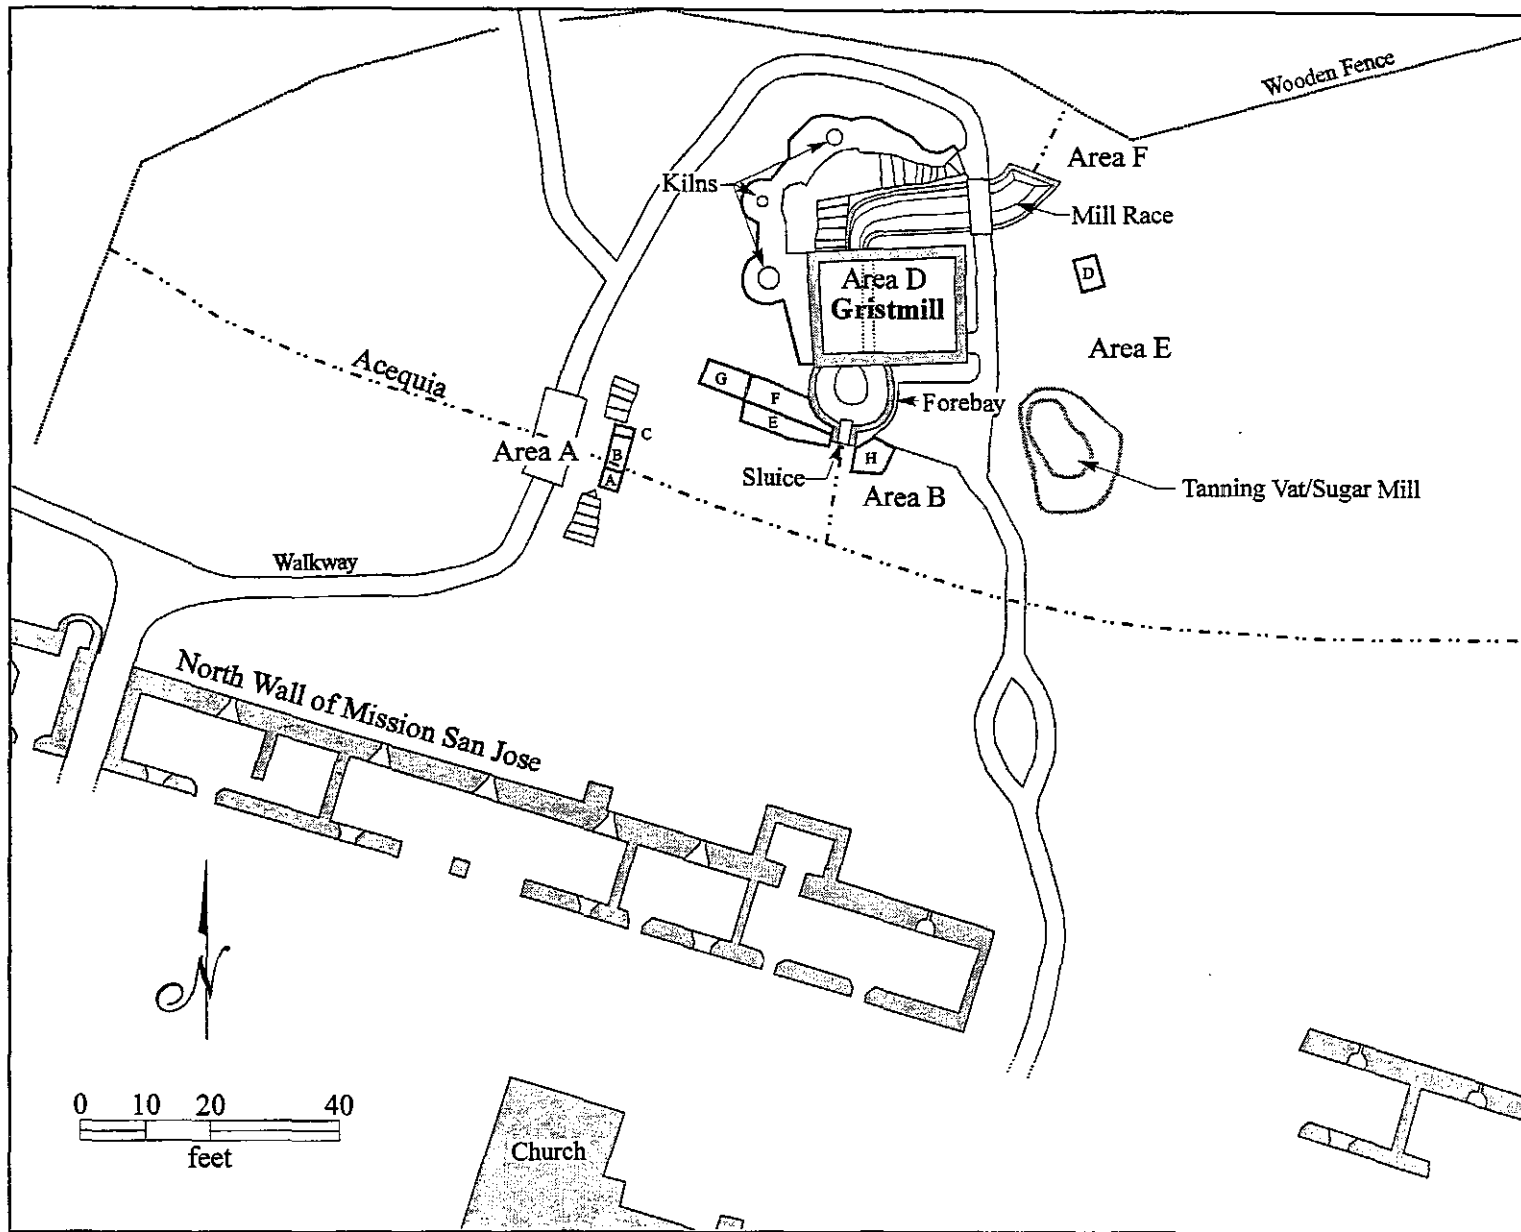 Wooden Fence
Area F
Kilns
Mill Race
D
Area D
Gristmill
Area E
Acequia
G
F
E
Forebay
C
B
A
Area A
H
Sluice
Area B
Tanning Vat/Sugar Mill
Walkway
North Wall of Mission San Jose
N
0 10 20 40
feet
Church